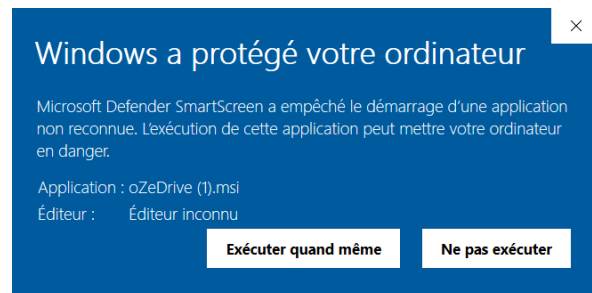 Windows a protégé votre ordinateur
Microsoft Defender SmartScreen a empêché le démarrage d'une application
non reconnue. L'exécution de cette application peut mettre votre ordinateur
en danger.
Application : oZeDrive (1).msi
Éditeur : Éditeur inconnu
Exécuter quand même Ne pas exécuter